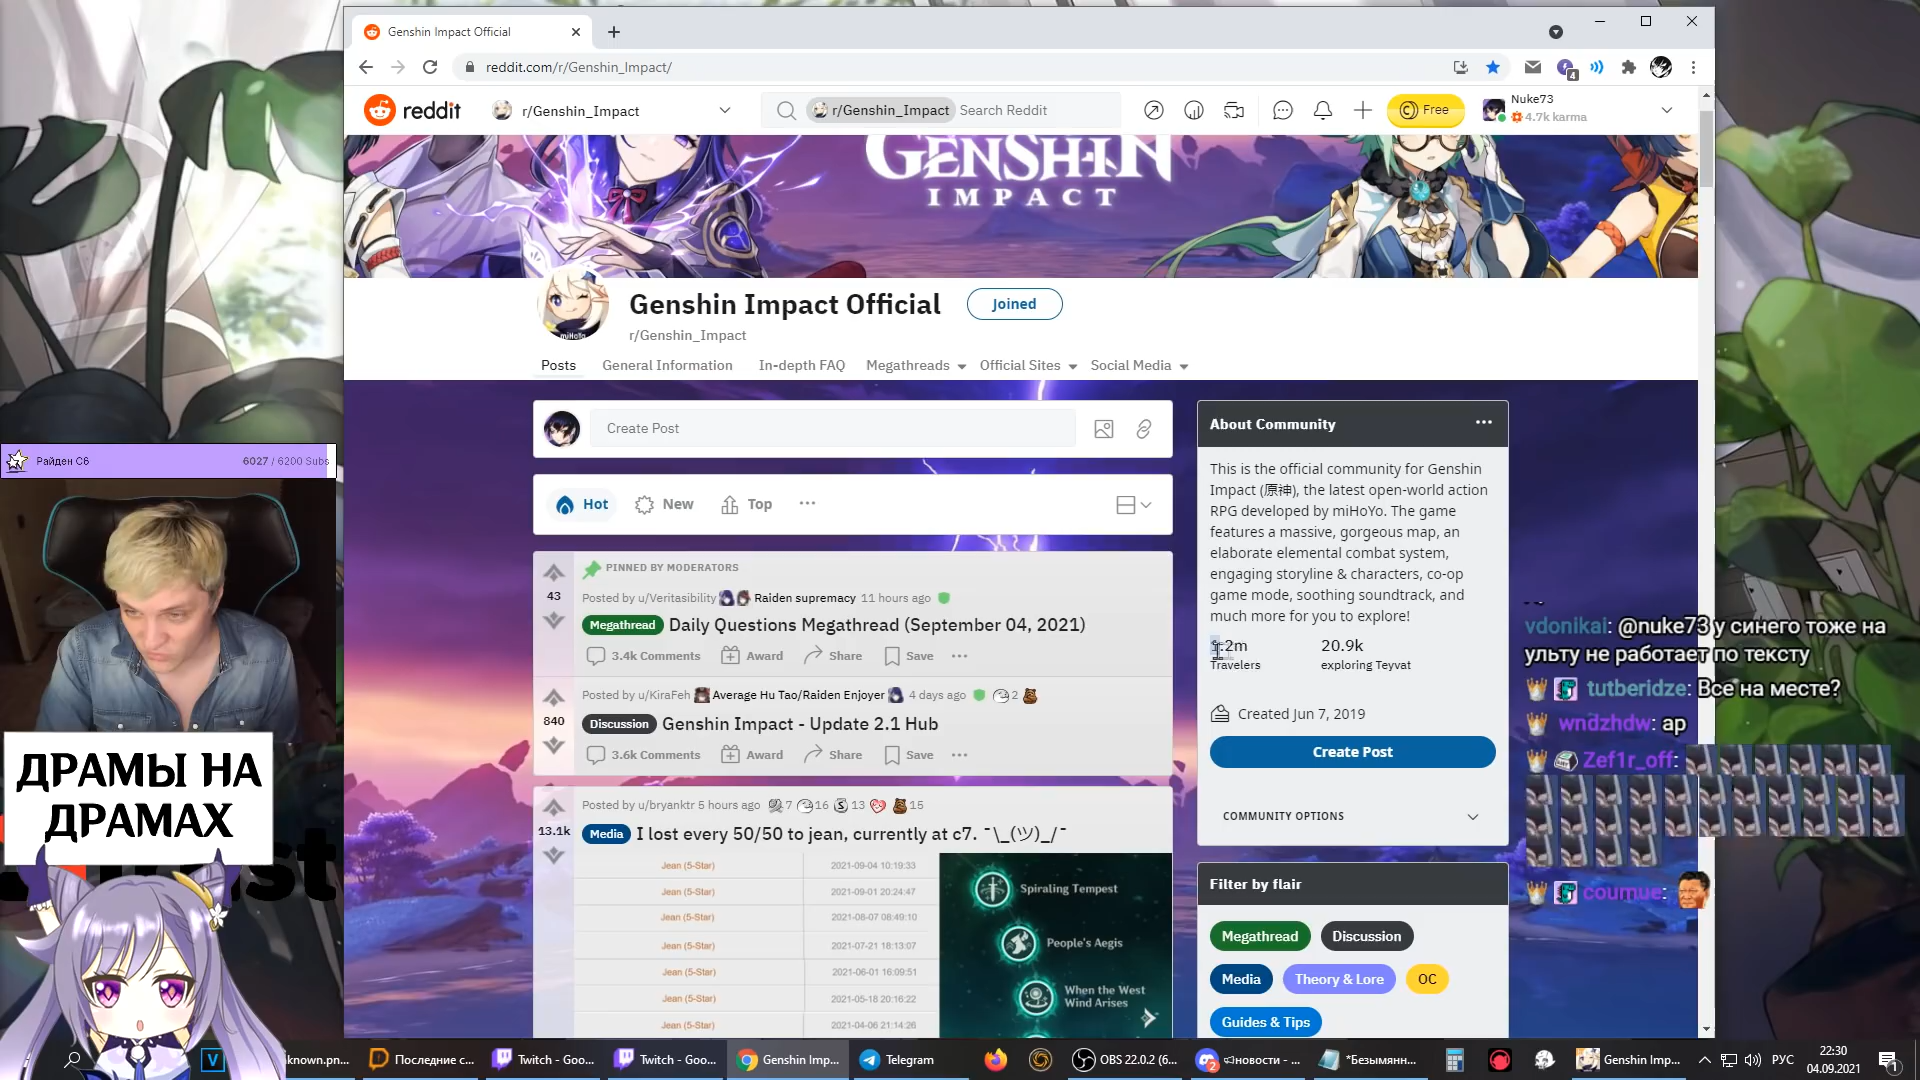 Genshin Impact Official
reddit.com/r/Genshin_Impact/
4
reddit
r/Genshin_Impact
r/Genshin_Impact
Search Reddit
Free
Nuke73
4.7k karma
GENSHIN
IMPACT
Genshin Impact Official
Joined
r/Genshin_Impact
Posts
General Information
In-depth FAQ
Megathreads
Official Sites
Social Media
Create Post
Hot
New
Top
PINNED BY MODERATORS
43
Posted by u/Veritasibility
Raiden supremacy
11 hours ago
Megathread
Daily Questions Megathread (September 04, 2021)
3.4k Comments
Award
Share
Save
Posted by u/KiraFeh
Average Hu Tao/Raiden Enjoyer
4 days ago
2
840
Discussion
Genshin Impact - Update 2.1 Hub
3.6k Comments
Award
Share
Save
Posted by u/bryanktr 5 hours ago
7
16
13
15
13.1k
Media
I lost every 50/50 to jean, currently at c7. ¯\_(ツ)_/¯
Jean (5-Star)
2021-09-04 10:19:33
Jean (5-Star)
2021-09-01 20:24:47
Jean (5-Star)
2021-08-07 08:49:10
Jean (5-Star)
2021-07-21 18:13:07
Jean (5-Star)
2021-06-01 16:09:51
Jean (5-Star)
2021-05-18 20:16:22
Jean (5-Star)
2021-04-06 21:14:26
Spiraling Tempest
People's Aegis
When the West
Wind Arises
About Community
This is the official community for Genshin
Impact (原神), the latest open-world action
RPG developed by miHoYo. The game
features a massive, gorgeous map, an
elaborate elemental combat system,
engaging storyline & characters, co-op
game mode, soothing soundtrack, and
much more for you to explore!
2m
20.9k
Travelers
exploring Teyvat
Created Jun 7, 2019
Create Post
COMMUNITY OPTIONS
Filter by flair
Megathread
Discussion
Media
Theory & Lore
OC
Guides & Tips
Райден С6
6027 / 6200 Subs
ДРАМЫ НА
ДРАМАХ
vdonikal: @nuke73 у синего тоже на
ульту не работает по тексту
tutberidze: Все на месте?
wndzhdw: ap
Zef1r_off:
coumue:
V
known.pn...
Последние с...
Twitch - Goo...
Twitch - Goo...
Genshin Imp...
Telegram
OBS 22.0.2 (6...
2
новости - ...
*Безымянн...
Genshin Imp...
РУС
22:30
04.09.2021
1